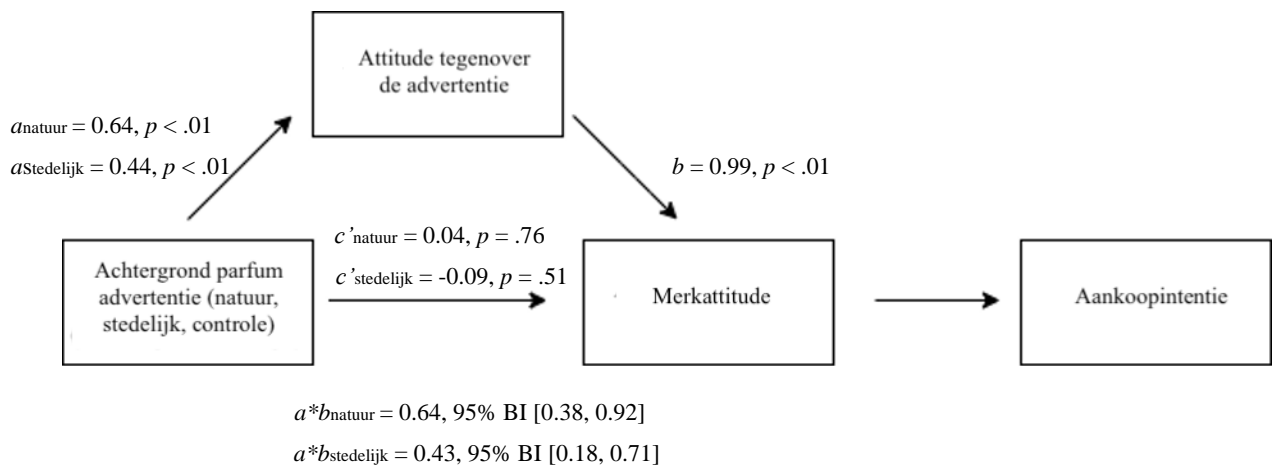 Attitude tegenover
de advertentie
anatuur = 0.64, p < .01
aStedelijk = 0.44, p < .01
b = 0.99, p < .01
c’natuur = 0.04, p = .76
c’stedelijk = -0.09, p = .51
Achtergrond parfum
advertentie (natuur,
stedelijk, controle)
Merkattitude
Aankoopintentie
a*bnatuur = 0.64, 95% BI [0.38, 0.92]
a*bstedelijk = 0.43, 95% BI [0.18, 0.71]